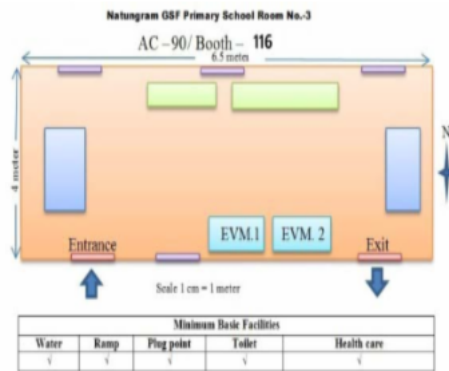 Natungram GSF Primary School Room No.-3
AC – 90/ Booth – 116
6.5 meter
4 meter
N
EVM.1 EVM. 2
Entrance Exit
Scale 1 cm = 1 meter
Minimum Basic Facilities
Water Ramp Plug point Toilet Health care
√ √ √ √ √